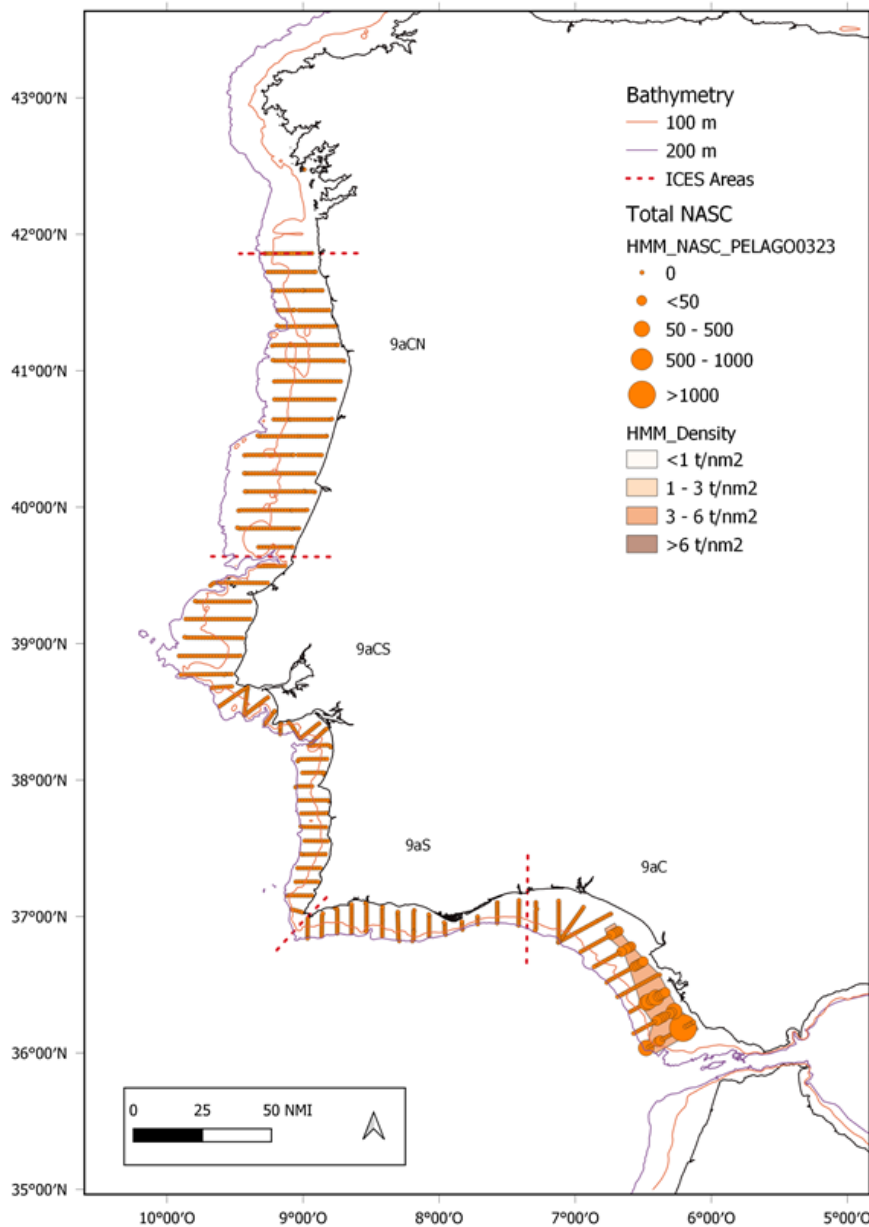 43°00'N
42°00'N
41°00'N
40°00'N
39°00'N
38°00'N
37°00'N
36°00'N
35°00'N
10°00'O
9°00'O
8°00'O
7°00'O
6°00'O
5°00'O
9aCN
9aCS
9aS
9aC
Bathymetry
100 m
200 m
ICES Areas
Total NASC
HMM_NASC_PELAGO0323
0
<50
50 - 500
500 - 1000
>1000
HMM_Density
<1 t/nm2
1 - 3 t/nm2
3 - 6 t/nm2
>6 t/nm2
0 25 50 NMI